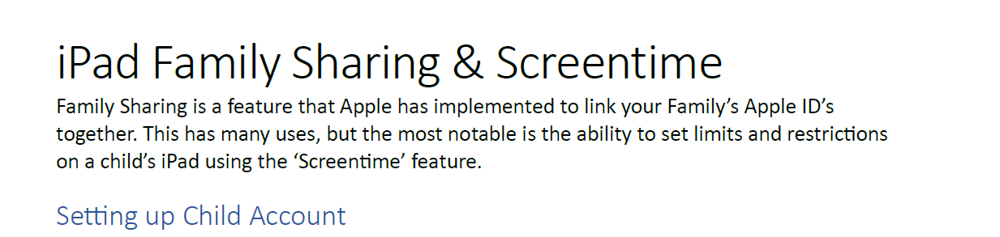 iPad Family Sharing & Screentime
Family Sharing is a feature that Apple has implemented to link your Family’s Apple ID’s
together. This has many uses, but the most notable is the ability to set limits and restrictions
on a child’s iPad using the ‘Screentime’ feature.
Setting up Child Account